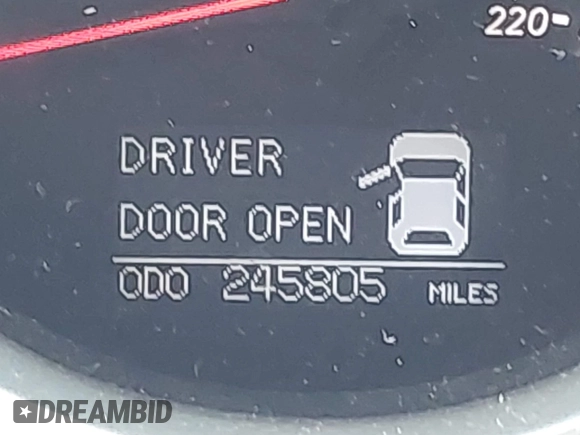 220-
DRIVER
DOOR OPEN
ODO 245805 MILES
DREAMBID